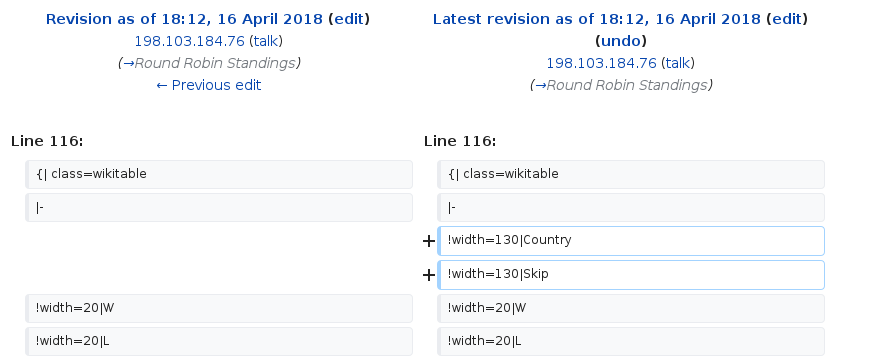 Revision as of 18:12, 16 April 2018 (edit)
198.103.184.76 (talk)
(→Round Robin Standings)
← Previous edit
Latest revision as of 18:12, 16 April 2018 (edit)
(undo)
198.103.184.76 (talk)
(→Round Robin Standings)
Line 116:
Line 116:
{| class=wikitable
{| class=wikitable
|-
|-
+ !width=130|Country
+ !width=130|Skip
!width=20|W
!width=20|W
!width=20|L
!width=20|L